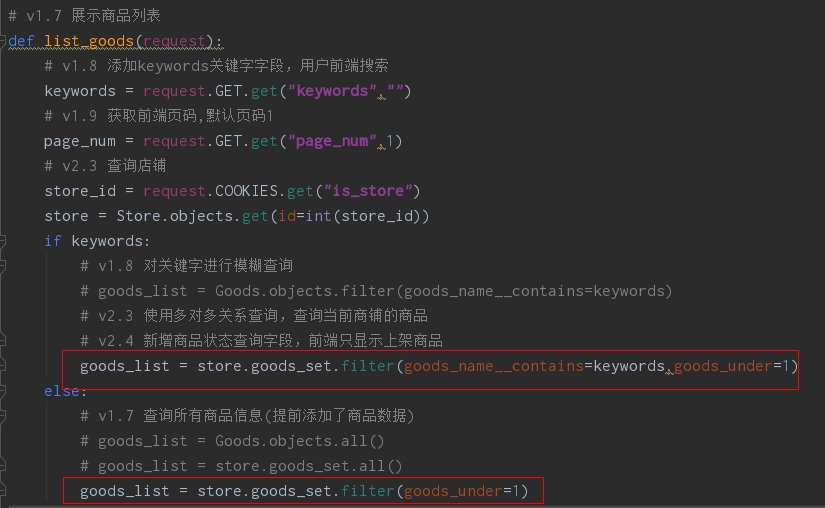 # v1.7 展示商品列表
def list_goods(request):
# v1.8 添加keywords关键字字段，用户前端搜索
keywords = request.GET.get("keywords","")
# v1.9 获取前端页码,默认页码1
page_num = request.GET.get("page_num",1)
# v2.3 查询店铺
store_id = request.COOKIES.get("is_store")
store = Store.objects.get(id=int(store_id))
if keywords:
# v1.8 对关键字进行模糊查询
# goods_list = Goods.objects.filter(goods_name__contains=keywords)
# v2.3 使用多对多关系查询，查询当前商铺的商品
# v2.4 新增商品状态查询字段，前端只显示上架商品
goods_list = store.goods_set.filter(goods_name__contains=keywords,goods_under=1)
else:
# v1.7 查询所有商品信息(提前添加了商品数据)
# goods_list = Goods.objects.all()
# goods_list = store.goods_set.all()
goods_list = store.goods_set.filter(goods_under=1)